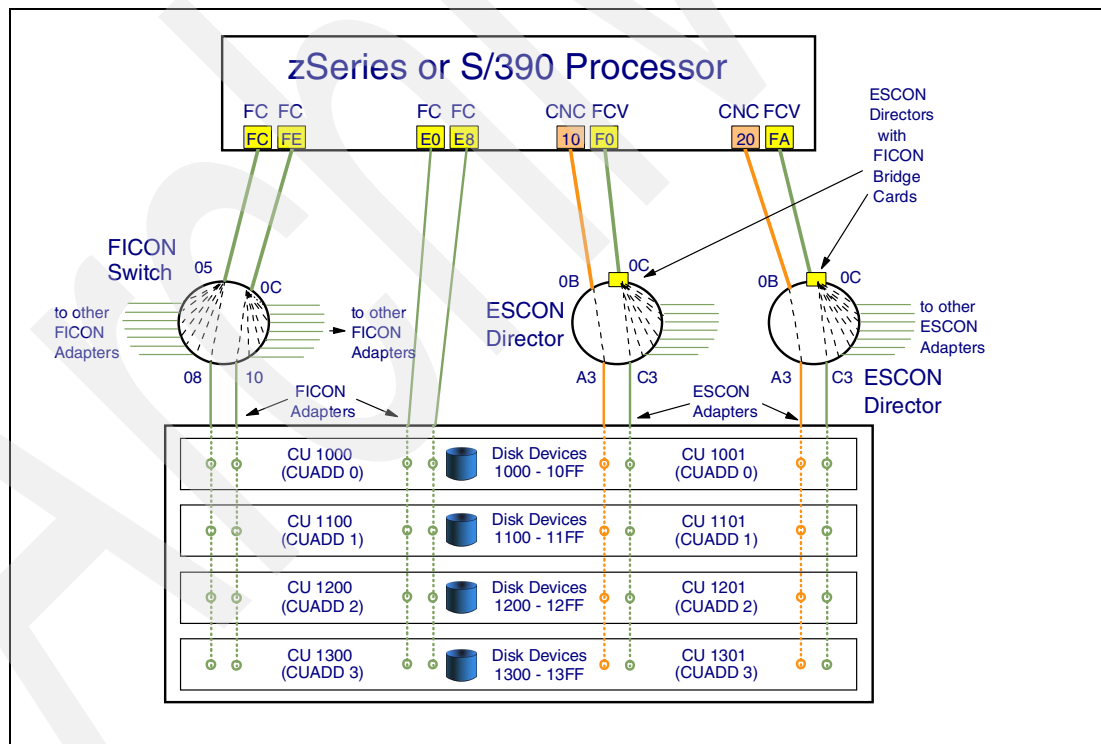 zSeries or S/390 Processor
FC FC
FC FC
CNC FCV
CNC FCV
FC FE
E0 E8
10 F0
20 FA
ESCON
Directors
with
FICON
Bridge
Cards
FICON
Switch
05
0C
to other
FICON
Adapters
to other
FICON
Adapters
08
10
FICON
Adapters
0B
0C
ESCON
Director
A3
C3
ESCON
Adapters
0B
0C
to other
ESCON
Adapters
A3
C3
ESCON
Director
CU 1000
(CUADD 0)
Disk Devices
1000 - 10FF
CU 1001
(CUADD 0)
CU 1100
(CUADD 1)
Disk Devices
1100 - 11FF
CU 1101
(CUADD 1)
CU 1200
(CUADD 2)
Disk Devices
1200 - 12FF
CU 1201
(CUADD 2)
CU 1300
(CUADD 3)
Disk Devices
1300 - 13FF
CU 1301
(CUADD 3)